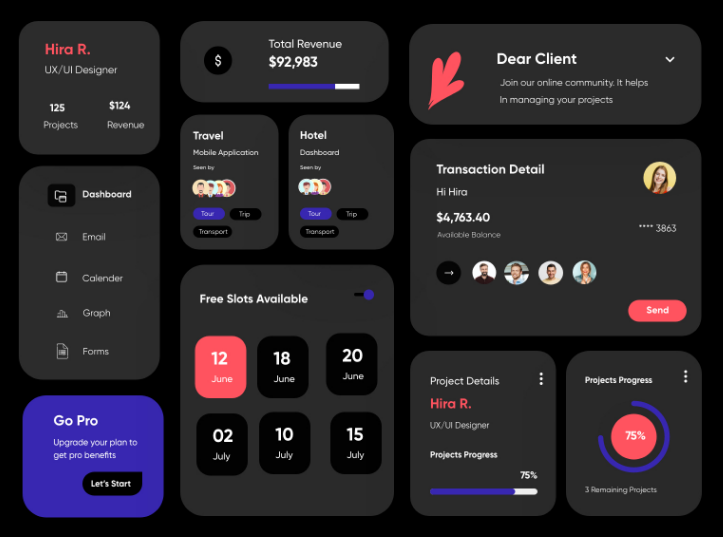 Hira R.
UX/UI Designer
125
Projects
$124
Revenue
Dashboard
Email
Calender
Graph
Forms
Go Pro
Upgrade your plan to
get pro benefits
Let's Start
$
Total Revenue
$92,983
Travel
Mobile Application
Seen by
Tour
Trip
Transport
Hotel
Dashboard
Seen by
Tour
Trip
Transport
Free Slots Available
12
June
18
June
20
June
02
July
10
July
15
July
Dear Client
Join our online community. It helps
In managing your projects
Transaction Detail
Hi Hira
$4,763.40
Available Balance
**** 3863
Send
Project Details
Hira R.
UX/UI Designer
Projects Progress
75%
Projects Progress
75%
3 Remaining Projects